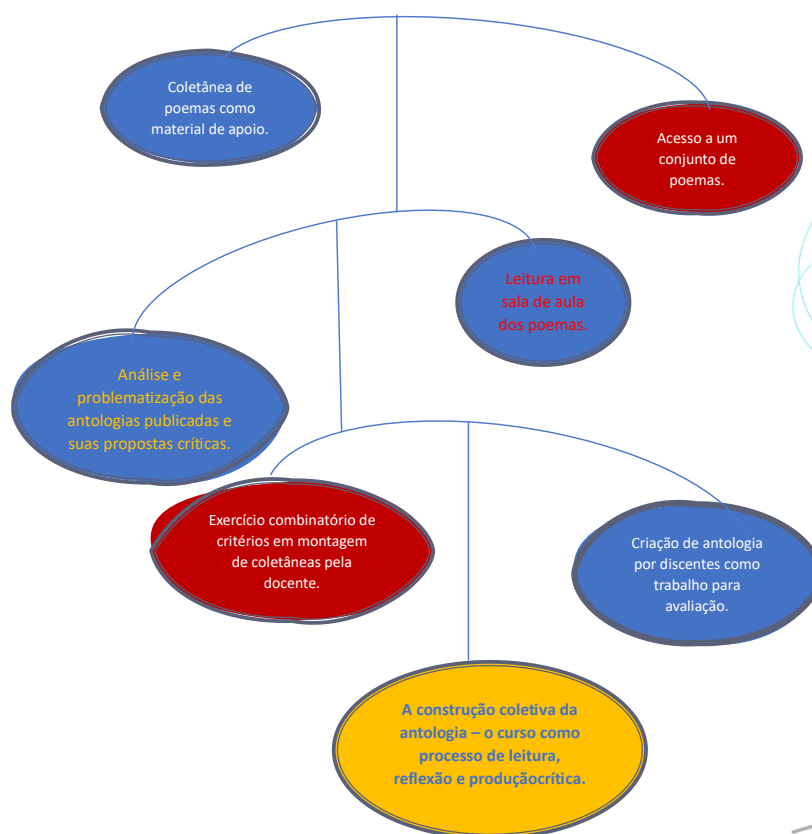 Coletânea de
poemas como
material de apoio.
Acesso a um
conjunto de
poemas.
Leitura em
sala de aula
dos poemas.
Análise e
problematização das
antologias publicadas e
suas propostas críticas.
Exercício combinatório de
critérios em montagem
de coletâneas pela
docente.
Criação de antologia
por discentes como
trabalho para
avaliação.
A construção coletiva da
antologia – o curso como
processo de leitura,
reflexão e produçãocrítica.